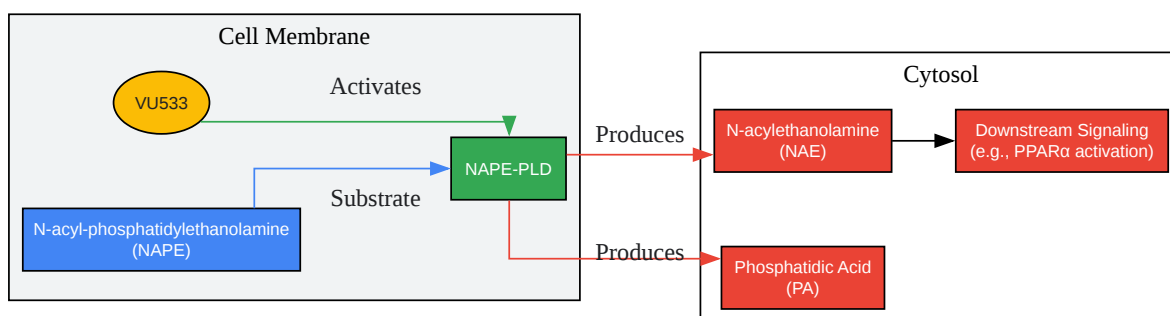 Cell Membrane
VU533
Activates
NAPE-PLD
Substrate
N-acyl-phosphatidylethanolamine
(NAPE)
Produces
Produces
Cytosol
N-acylethanolamine
(NAE)
Downstream Signaling
(e.g., PPARα activation)
Phosphatidic Acid
(PA)